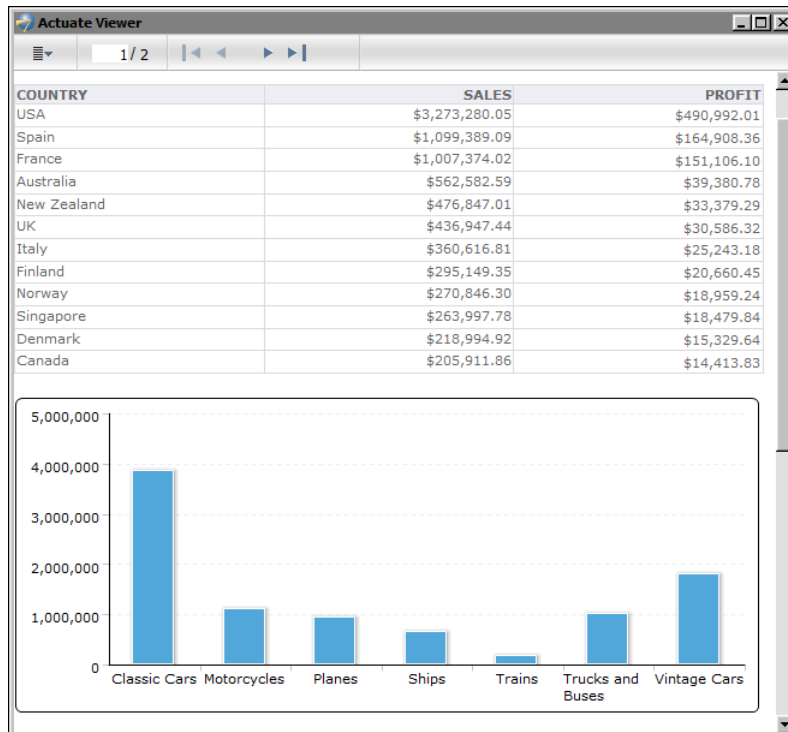 Actuate Viewer
1/ 2
COUNTRY SALES PROFIT
USA $3,273,280.05 $490,992.01
Spain $1,099,389.09 $164,908.36
France $1,007,374.02 $151,106.10
Australia $562,582.59 $39,380.78
New Zealand $476,847.01 $33,379.29
UK $436,947.44 $30,586.32
Italy $360,616.81 $25,243.18
Finland $295,149.35 $20,660.45
Norway $270,846.30 $18,959.24
Singapore $263,997.78 $18,479.84
Denmark $218,994.92 $15,329.64
Canada $205,911.86 $14,413.83
5,000,000
4,000,000
3,000,000
2,000,000
1,000,000
0
Classic Cars Motorcycles Planes Ships Trains Trucks and Vintage Cars
Buses